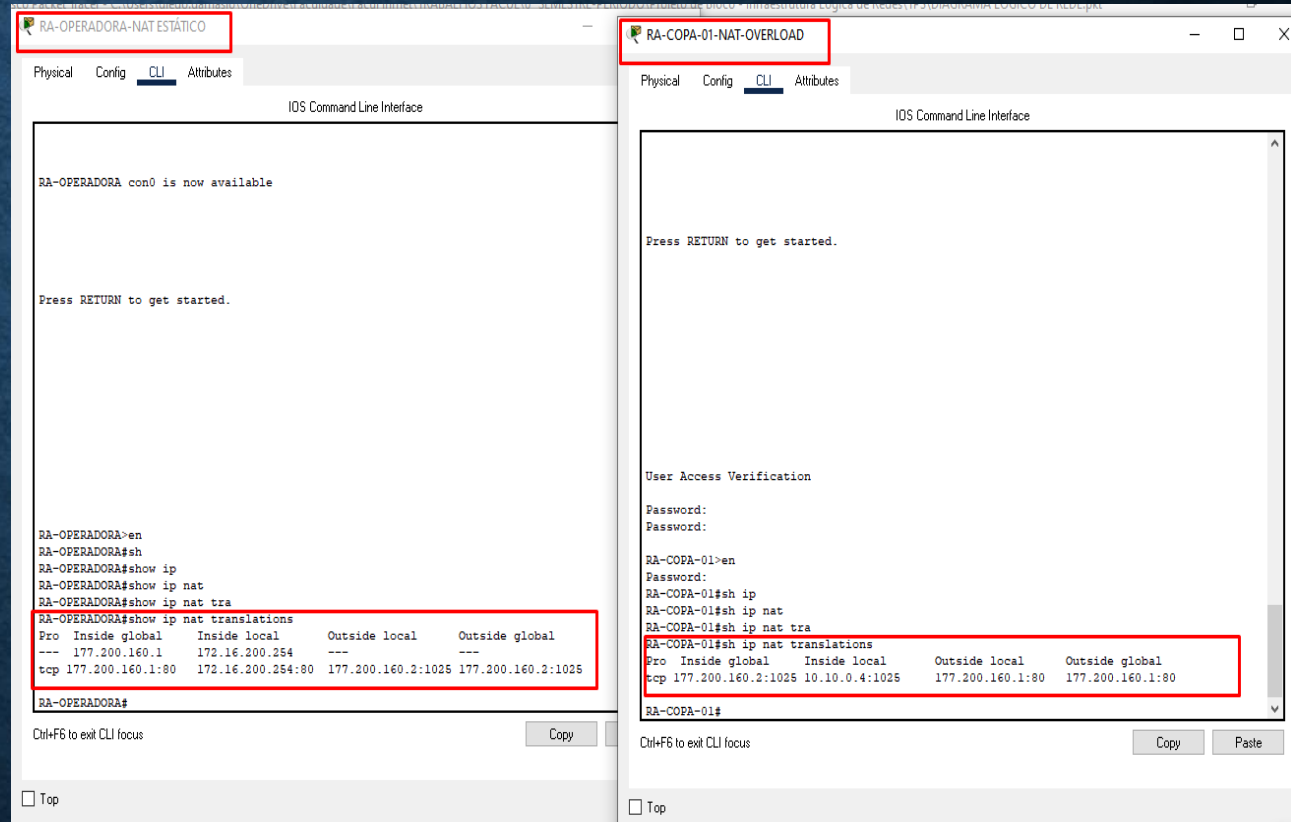 RA-OPERADORA-NAT ESTÁTICO
Physical Config CLI Attributes
IOS Command Line Interface
RA-OPERADORA con0 is now available
Press RETURN to get started.
RA-OPERADORA>en
RA-OPERADORA#sh
RA-OPERADORA#show ip
RA-OPERADORA#show ip nat
RA-OPERADORA#show ip nat tra
RA-OPERADORA#show ip nat translations
Pro Inside global Inside local Outside local Outside global
--- 177.200.160.1 172.16.200.254 --- ---
tcp 177.200.160.1:80 172.16.200.254:80 177.200.160.2:1025 177.200.160.2:1025
RA-OPERADORA#
Ctrl+F6 to exit CLI focus
Copy
Top
RA-COPA-01-NAT-OVERLOAD
Physical Config CLI Attributes
IOS Command Line Interface
Press RETURN to get started.
User Access Verification
Password:
Password:
RA-COPA-01>en
Password:
RA-COPA-01#sh ip
RA-COPA-01#sh ip nat
RA-COPA-01#sh ip nat tra
RA-COPA-01#sh ip nat translations
Pro Inside global Inside local Outside local Outside global
tcp 177.200.160.2:1025 10.10.0.4:1025 177.200.160.1:80 177.200.160.1:80
RA-COPA-01#
Ctrl+F6 to exit CLI focus
Copy Paste
Top